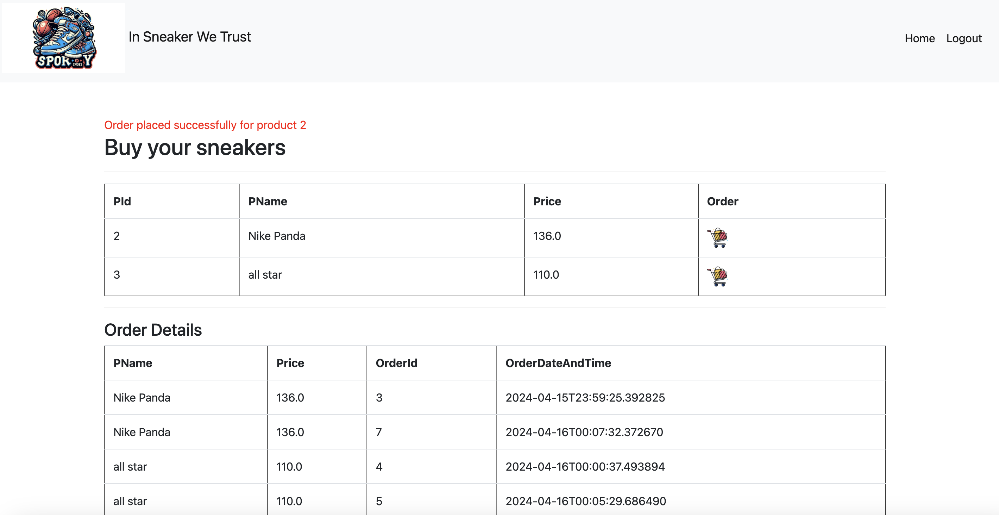 SPOR Y
SHOES
In Sneaker We Trust
Home Logout
Order placed successfully for product 2
Buy your sneakers
PId PName Price Order
2 Nike Panda 136.0
3 all star 110.0
Order Details
PName Price OrderId OrderDateAndTime
Nike Panda 136.0 3 2024-04-15T23:59:25.392825
Nike Panda 136.0 7 2024-04-16T00:07:32.372670
all star 110.0 4 2024-04-16T00:00:37.493894
all star 110.0 5 2024-04-16T00:05:29.686490